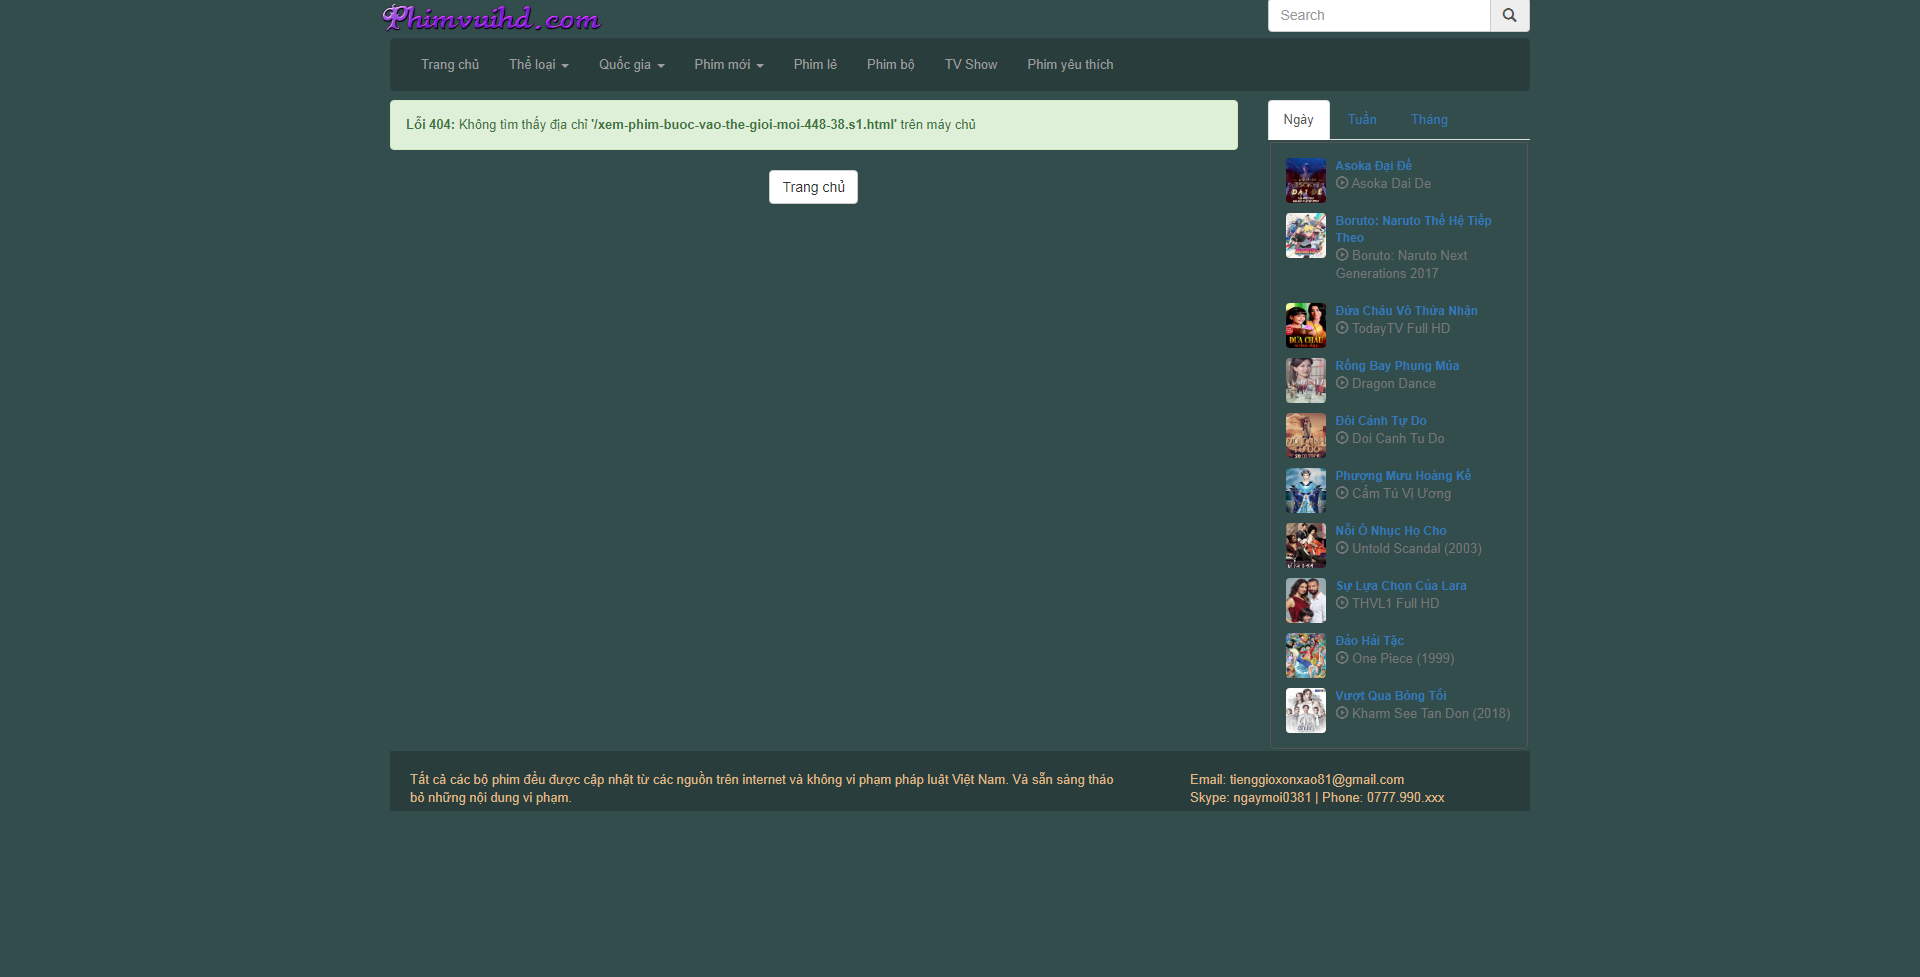 Phimvuihd.com
Search
Trang chủ Thể loại Quốc gia Phim mới Phim lẻ Phim bộ TV Show Phim yêu thích
Lỗi 404: Không tìm thấy địa chỉ '/xem-phim-buoc-vao-the-gioi-moi-448-38.s1.html' trên máy chủ
Trang chủ
Ngày Tuần Tháng
Asoka Đại Đế
Asoka Dai De
Boruto: Naruto Thế Hệ Tiếp
Theo
Boruto: Naruto Next
Generations 2017
Đứa Cháu Vô Thừa Nhận
TodayTV Full HD
Rồng Bay Phụng Múa
Dragon Dance
Đôi Cánh Tự Do
Doi Canh Tu Do
Phượng Mưu Hoàng Kế
Cẩm Tú Vị Ương
Nỗi Ô Nhục Họ Cho
Untold Scandal (2003)
Sự Lựa Chọn Của Lara
THVL1 Full HD
Đảo Hải Tặc
One Piece (1999)
Vượt Qua Bóng Tối
Kharm See Tan Don (2018)
Tất cả các bộ phim đều được cập nhật từ các nguồn trên internet và không vi phạm pháp luật Việt Nam. Và sẵn sàng tháo
bỏ những nội dung vi phạm.
Email: tienggioxonxao81@gmail.com
Skype: ngaymoi0381 | Phone: 0777.990.xxx